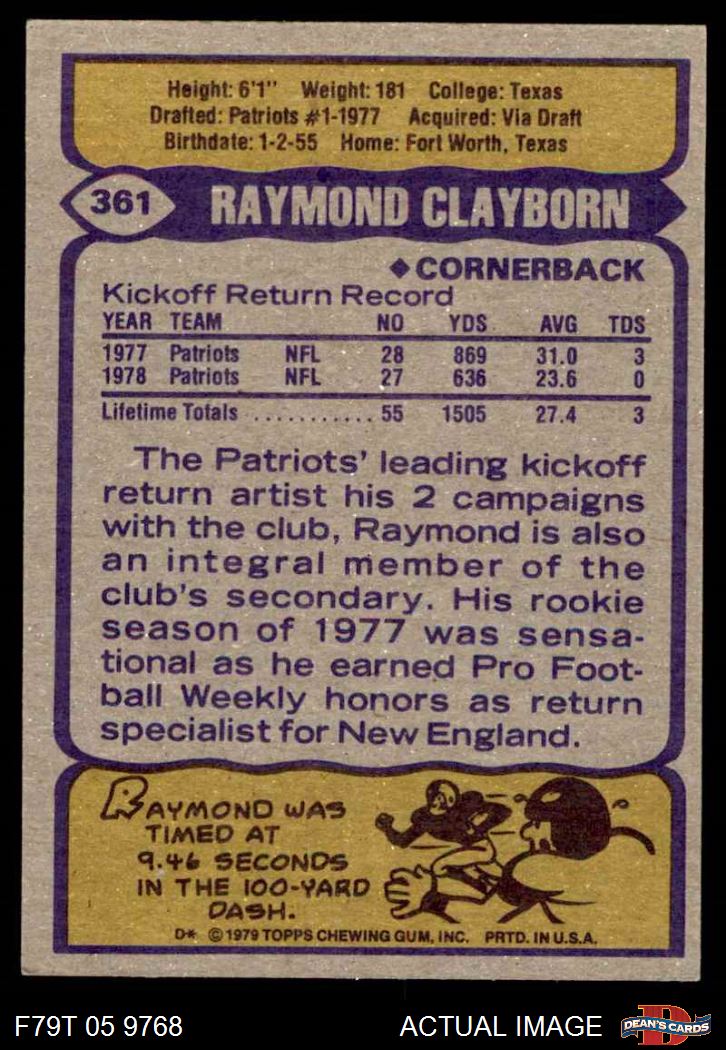 Height: 6'1" Weight: 181 College: Texas
Drafted: Patriots #1-1977 Acquired: Via Draft
Birthdate: 1-2-55 Home: Fort Worth, Texas
361 RAYMOND CLAYBORN
◆CORNERBACK
Kickoff Return Record
YEAR TEAM NO YDS AVG TDS
1977 Patriots NFL 28 869 31.0 3
1978 Patriots NFL 27 636 23.6 0
Lifetime Totals ........... 55 1505 27.4 3
The Patriots' leading kickoff
return artist his 2 campaigns
with the club, Raymond is also
an integral member of the
club's secondary. His rookie
season of 1977 was sensa-
tional as he earned Pro Foot-
ball Weekly honors as return
specialist for New England.
RAYMOND WAS
TIMED AT
9.46 SECONDS
IN THE 100-YARD
DASH.
D* © 1979 TOPPS CHEWING GUM, INC. PRTD. IN U.S.A.
F79T 05 9768 ACTUAL IMAGE D DEAN'S CARDS